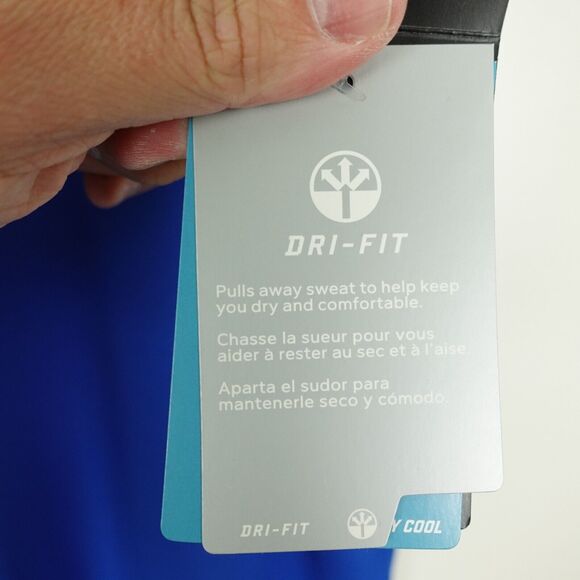 DRI-FIT
Pulls away sweat to help keep
you dry and comfortable.
Chasse la sueur pour vous
aider à rester au sec et à l'aise.
Aparta el sudor para
mantenerle seco y cómodo.
DRI-FIT
Y COOL